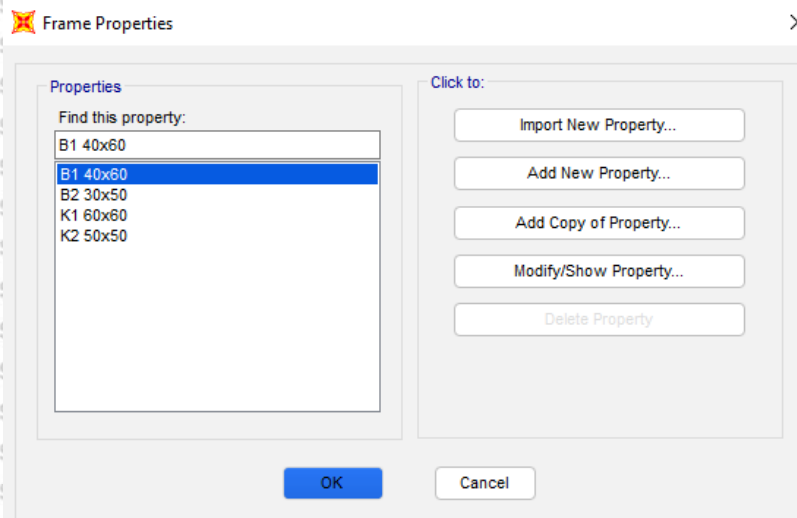 Frame Properties
Properties
Find this property:
B1 40x60
B1 40x60
B2 30x50
K1 60x60
K2 50x50
Click to:
Import New Property...
Add New Property...
Add Copy of Property...
Modify/Show Property...
Delete Property
OK
Cancel